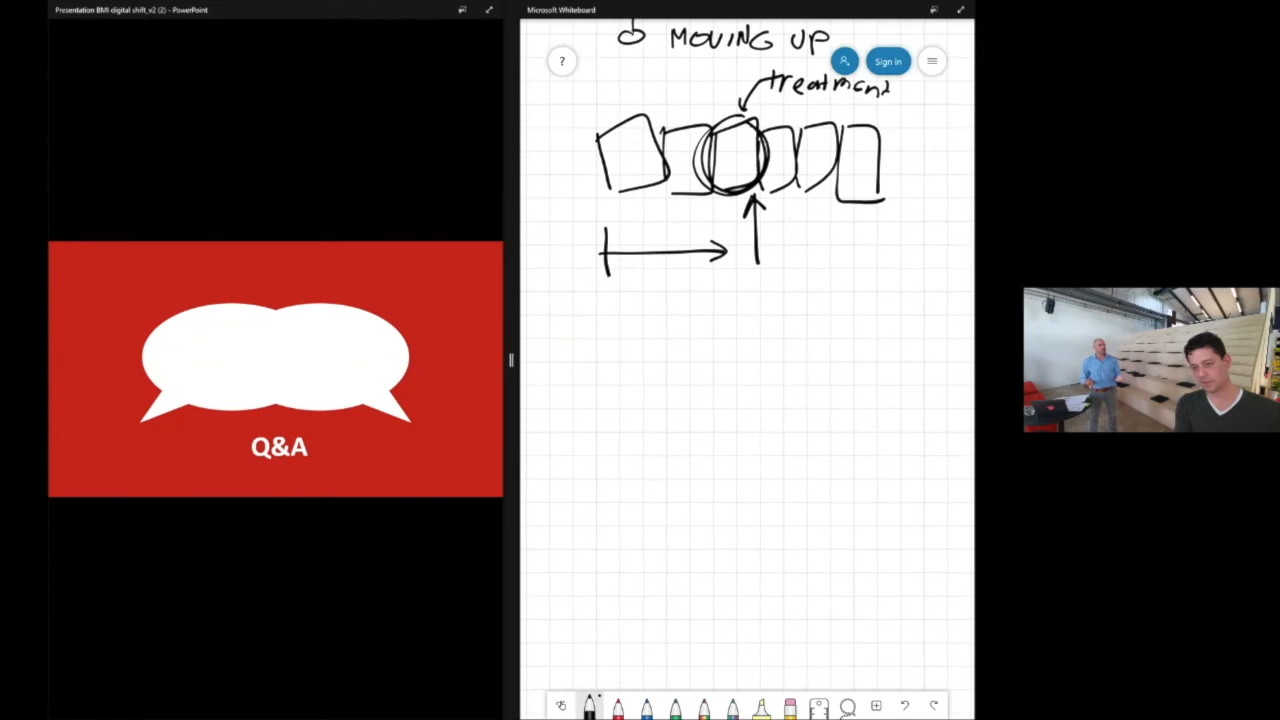 Presentation BMI digital shift_v2 (2) - PowerPoint
Q&A
Microsoft Whiteboard
MOVING UP
?
Sign in
treatment